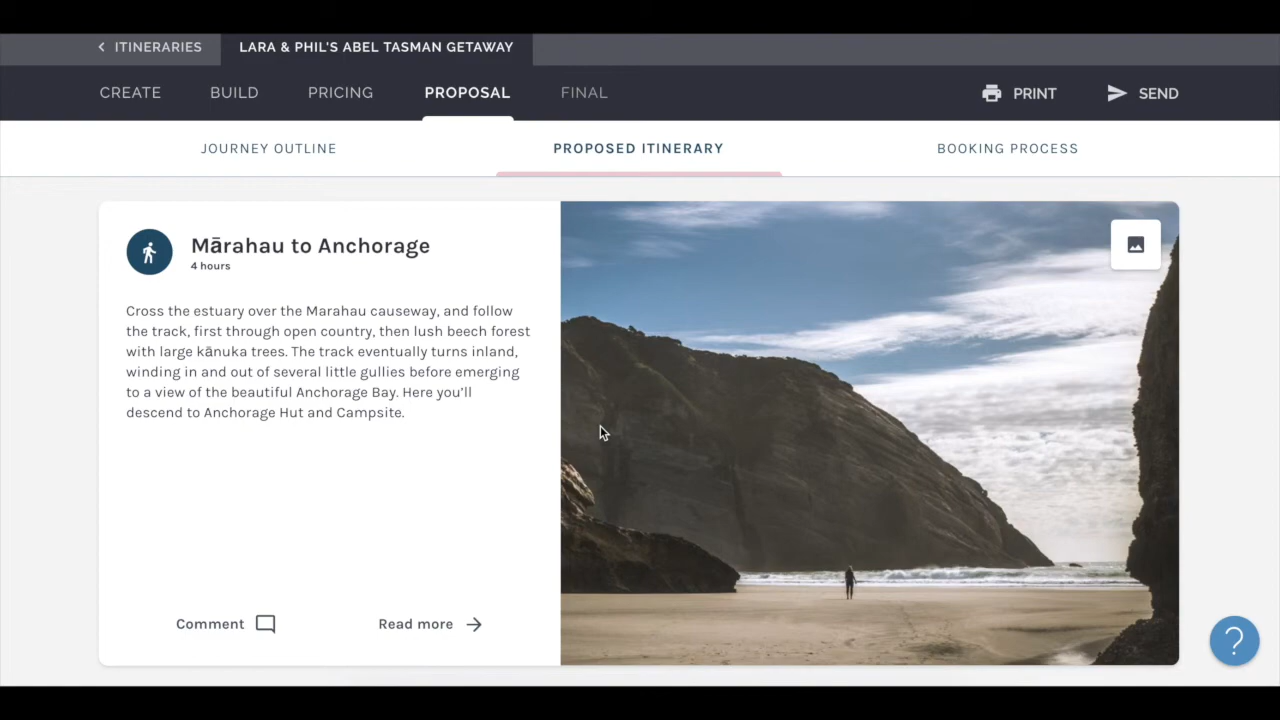 ITINERARIES
LARA & PHIL'S ABEL TASMAN GETAWAY
CREATE
BUILD
PRICING
PROPOSAL
FINAL
PRINT
SEND
JOURNEY OUTLINE
PROPOSED ITINERARY
BOOKING PROCESS
Mārahau to Anchorage
4 hours
Cross the estuary over the Marahau causeway, and follow
the track, first through open country, then lush beech forest
with large kānuka trees. The track eventually turns inland,
winding in and out of several little gullies before emerging
to a view of the beautiful Anchorage Bay. Here you'll
descend to Anchorage Hut and Campsite.
Comment
Read more
?